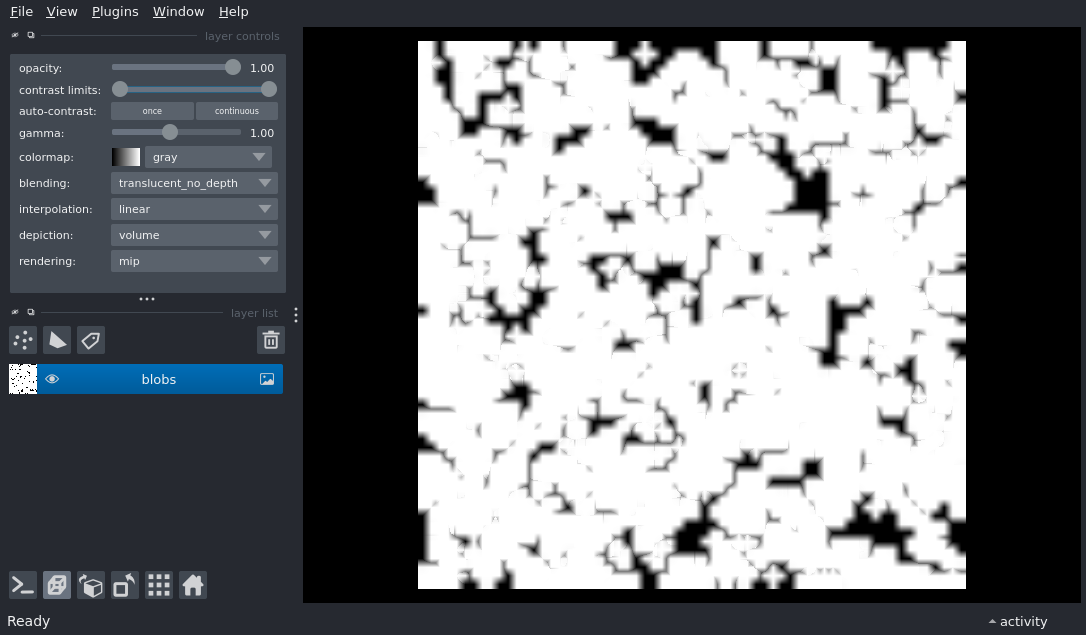 File View Plugins Window Help
layer controls
opacity: 1.00
contrast limits:
auto-contrast: once continuous
gamma: 1.00
colormap: gray
blending: translucent_no_depth
interpolation: linear
depiction: volume
rendering: mip
layer list
blobs
Ready activity